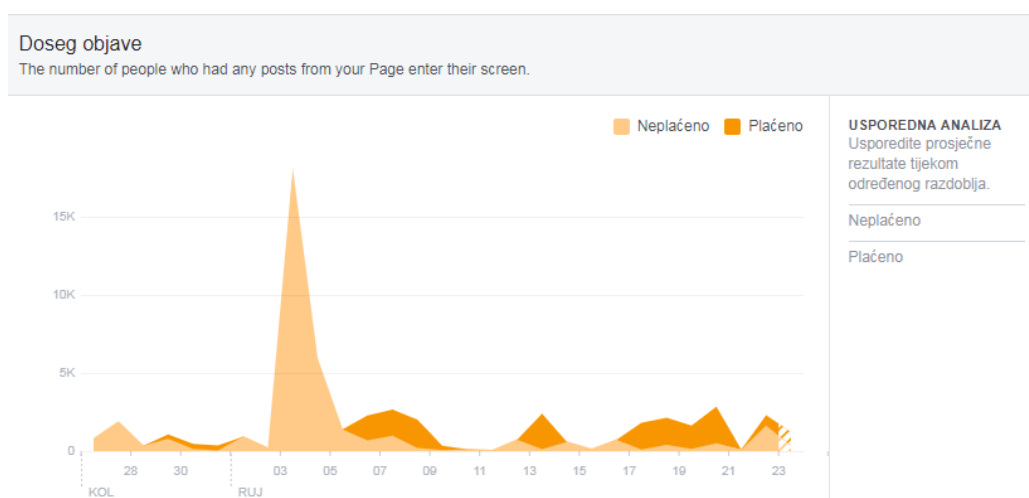 Doseg objave
The number of people who had any posts from your Page enter their screen.
Neplaćeno Plaćeno
USPOREDNA ANALIZA
Usporedite prosječne
rezultate tijekom
određenog razdoblja.
Neplaćeno
Plaćeno
15K
10K
5K
0
28 30 03 05 07 09 11 13 15 17 19 21 23
KOL RUJ